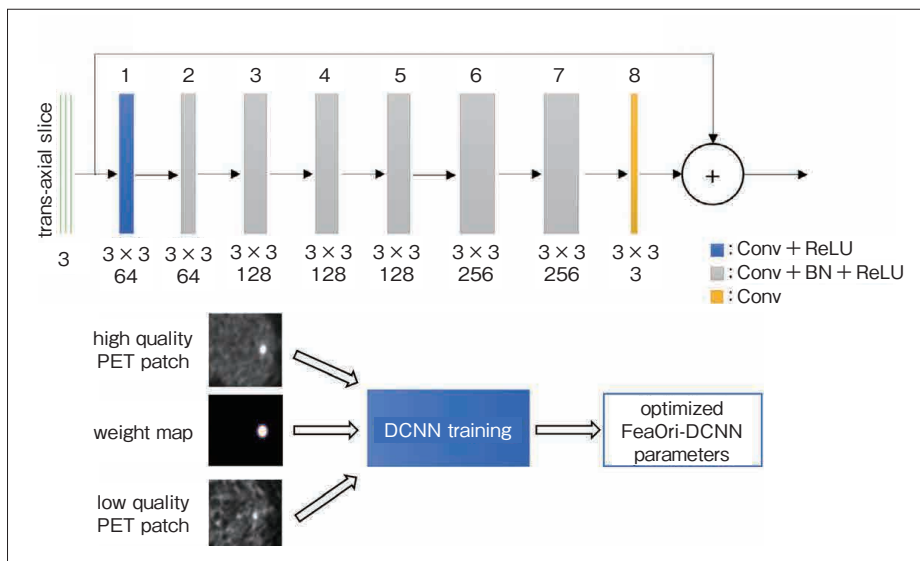 1 2 3 4 5 6 7 8
trans-axial slice
+
3
3×3 3×3 3×3 3×3 3×3 3×3 3×3 3×3
64 64 128 128 128 256 256 3
:Conv+ReLU
:Conv+BN+ReLU
:Conv
high quality
PET patch
weight map
low quality
PET patch
DCNN training
optimized
FeaOri-DCNN
parameters